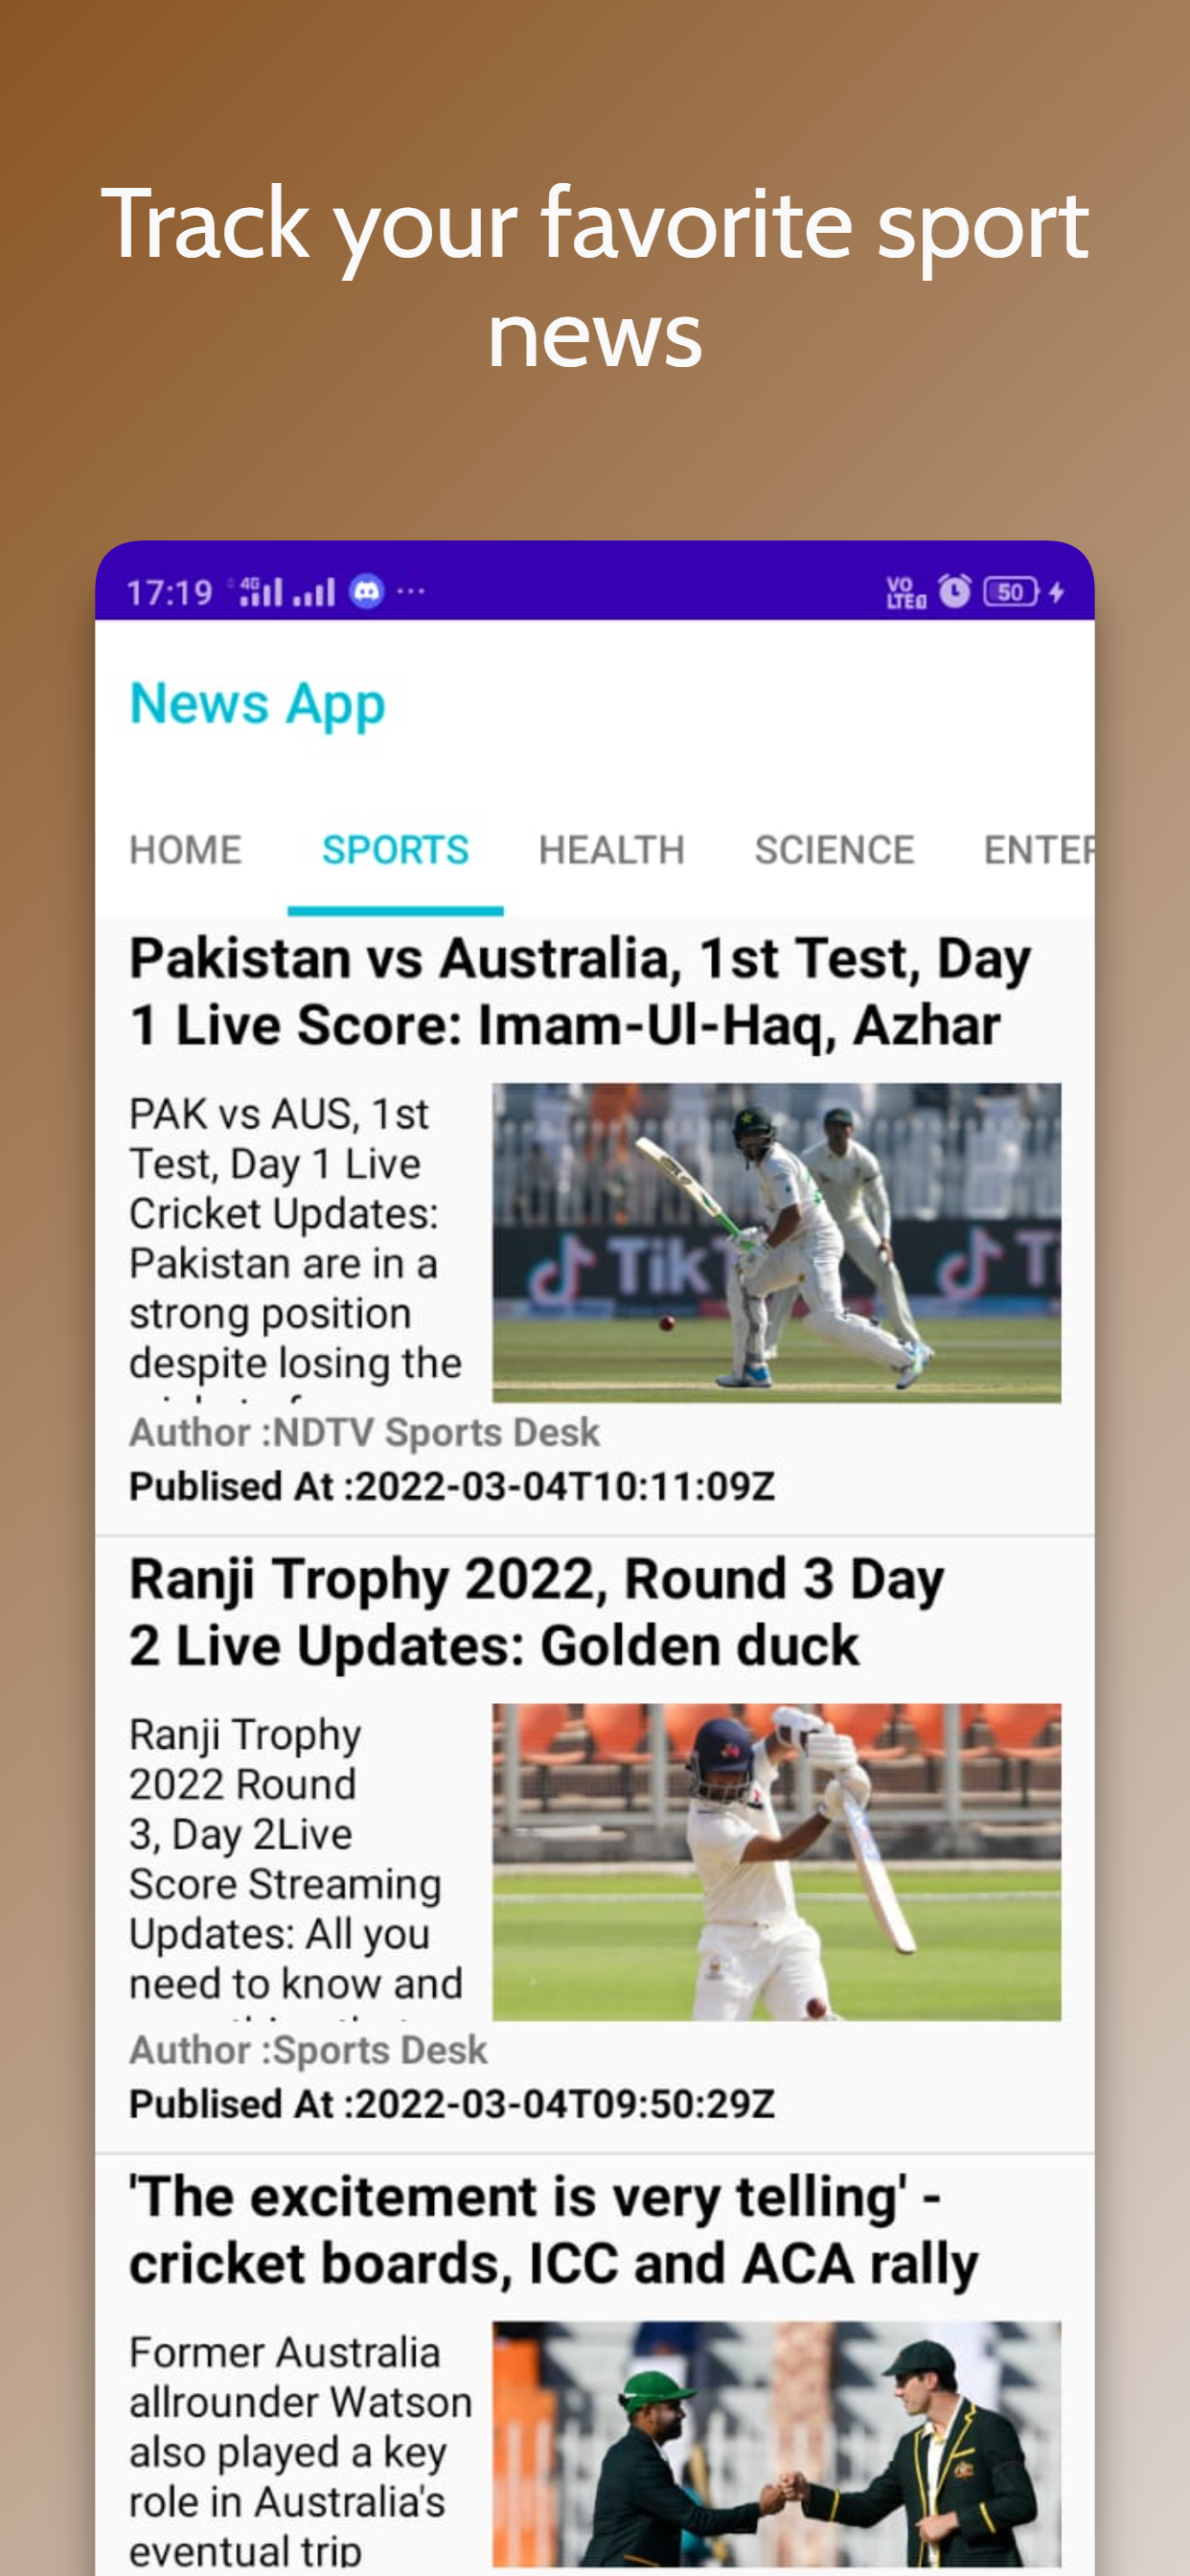 Track your favorite sport
news
17:19 4G 50
VO
LTE
News App
HOME SPORTS HEALTH SCIENCE ENTER
Pakistan vs Australia, 1st Test, Day
1 Live Score: Imam-Ul-Haq, Azhar
PAK vs AUS, 1st
Test, Day 1 Live
Cricket Updates:
Pakistan are in a
strong position
despite losing the
TikT
Ti
Author :NDTV Sports Desk
Publised At :2022-03-04T10:11:09Z
Ranji Trophy 2022, Round 3 Day
2 Live Updates: Golden duck
Ranji Trophy
2022 Round
3, Day 2Live
Score Streaming
Updates: All you
need to know and
Author :Sports Desk
Publised At :2022-03-04T09:50:29Z
'The excitement is very telling' -
cricket boards, ICC and ACA rally
Former Australia
allrounder Watson
also played a key
role in Australia's
eventual trip